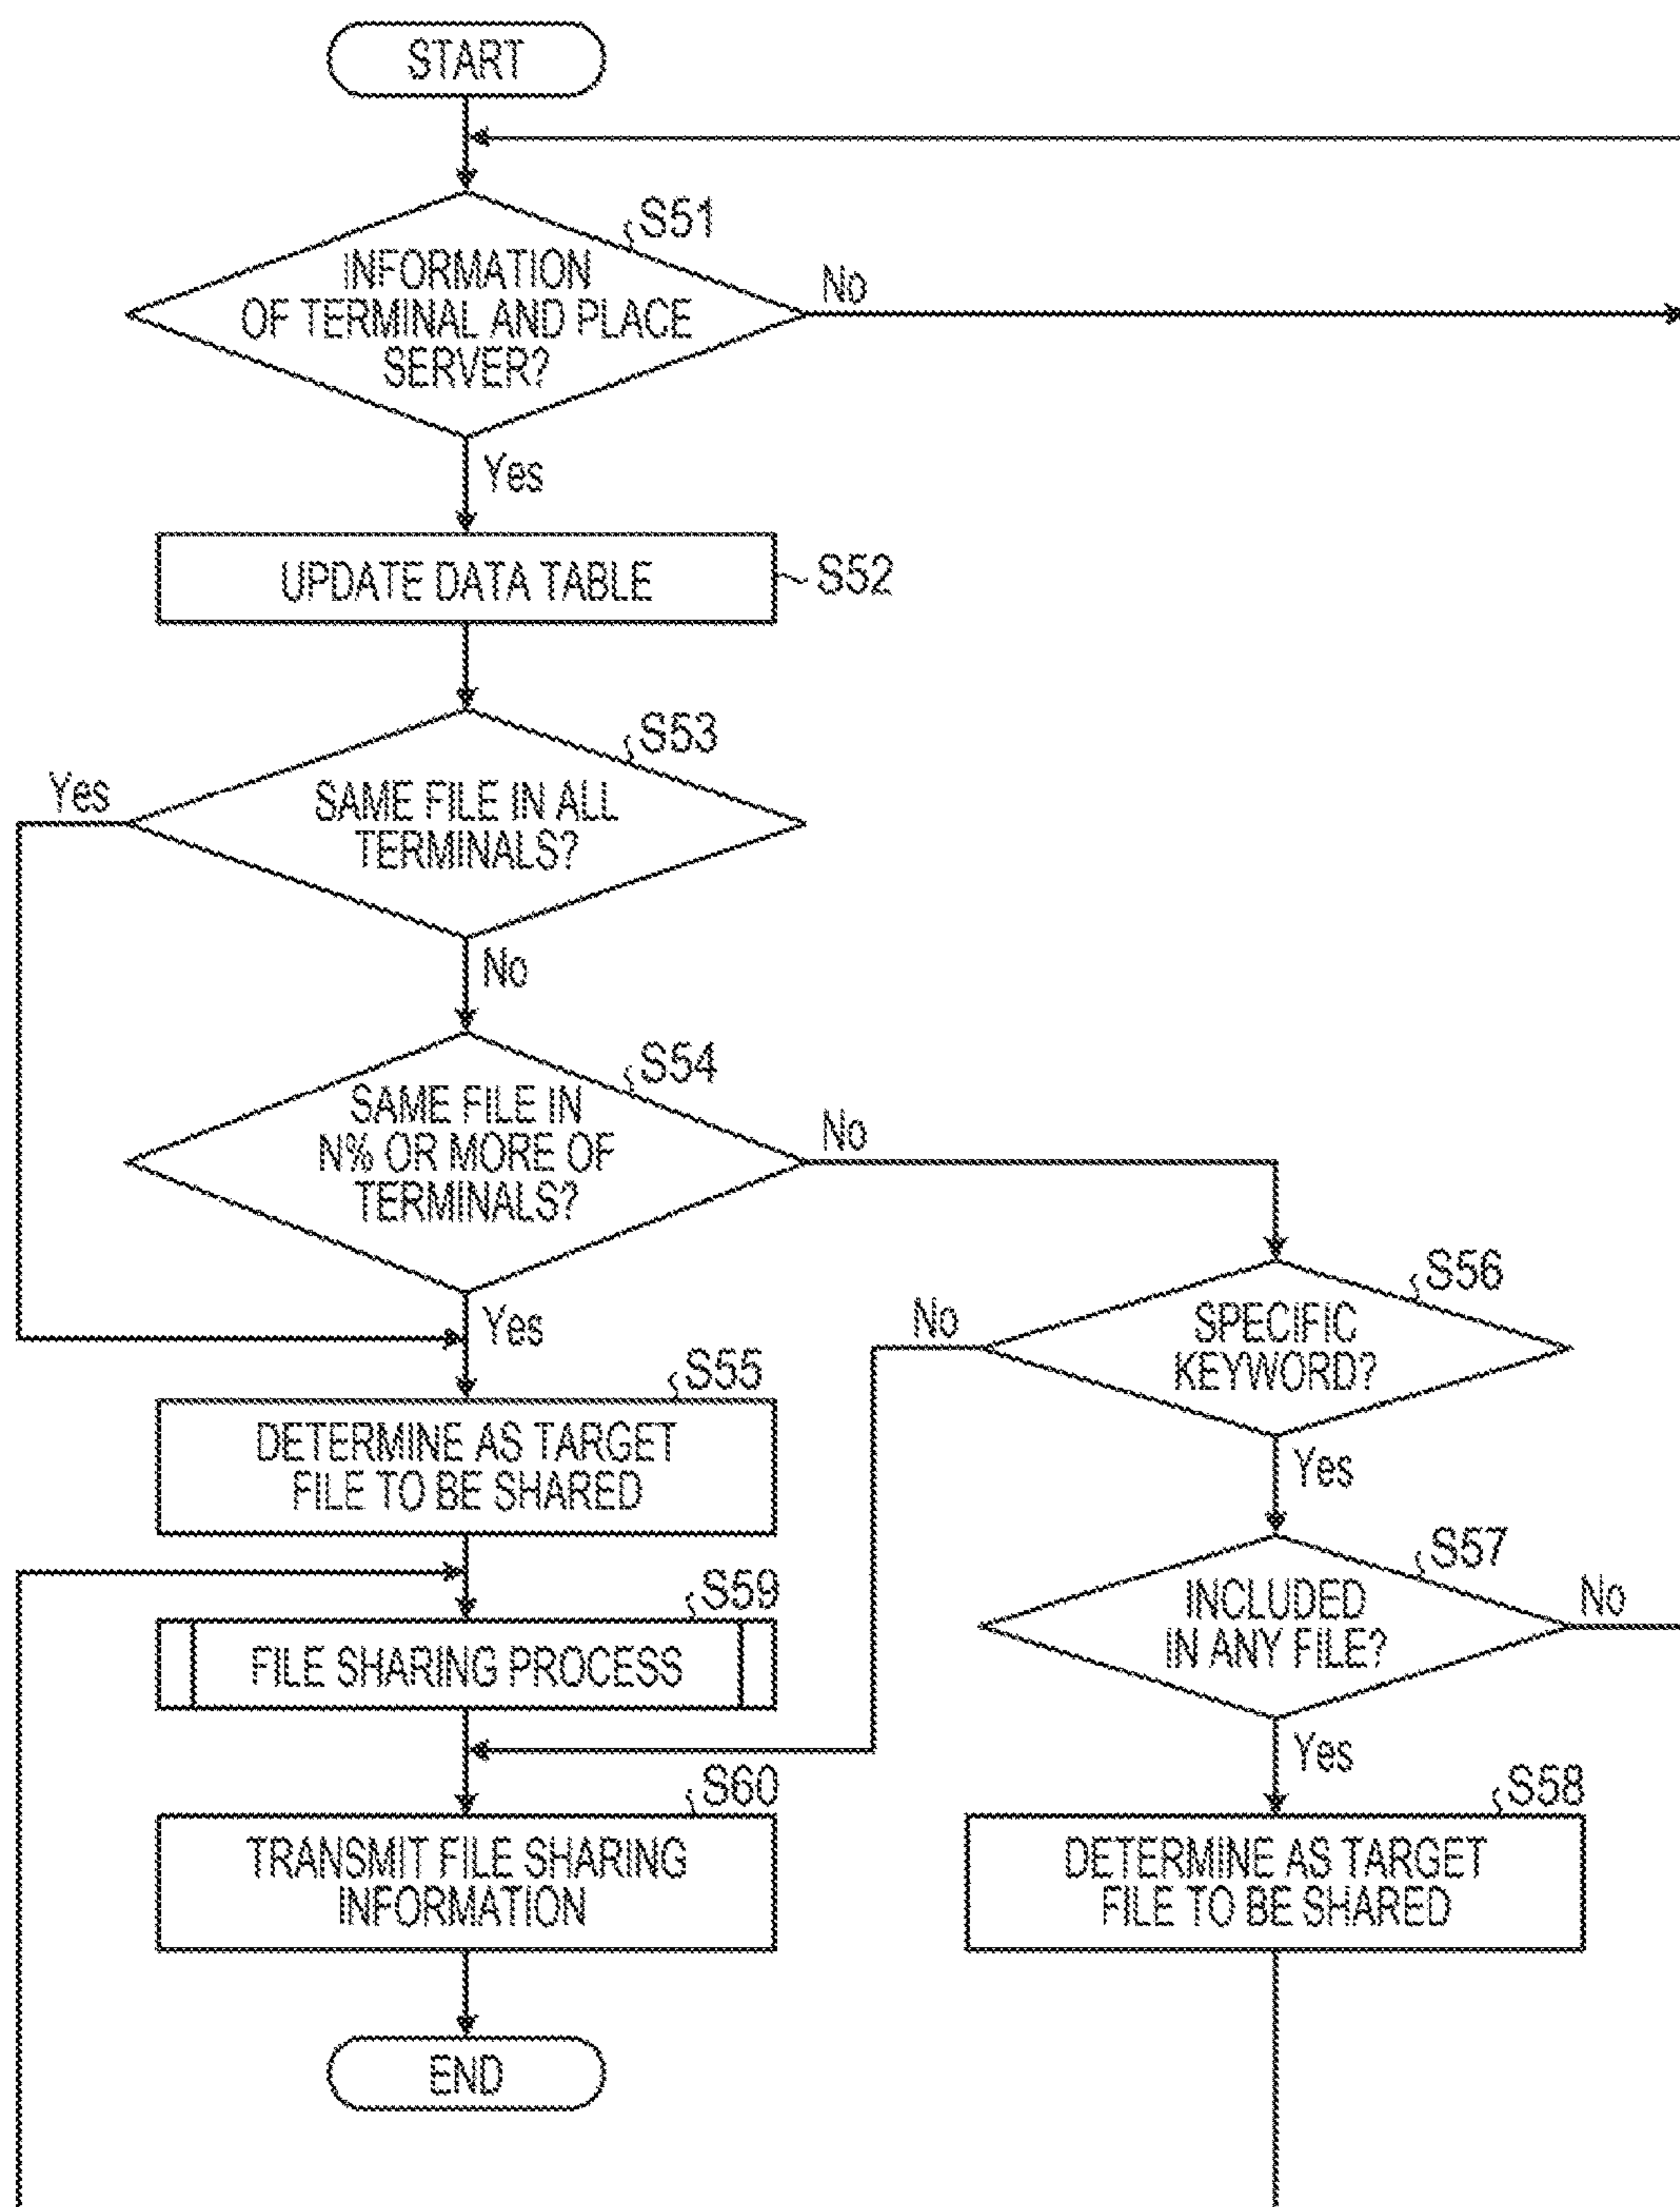 START
S51
INFORMATION
OF TERMINAL AND PLACE
SERVER?
No
Yes
UPDATE DATA TABLE
S52
S53
Yes
SAME FILE IN ALL
TERMINALS?
No
S54
SAME FILE IN
N% OR MORE OF
TERMINALS?
No
Yes
S56
No
SPECIFIC
KEYWORD?
Yes
S55
DETERMINE AS TARGET
FILE TO BE SHARED
S57
INCLUDED
IN ANY FILE?
No
Yes
S59
FILE SHARING PROCESS
S60
TRANSMIT FILE SHARING
INFORMATION
S58
DETERMINE AS TARGET
FILE TO BE SHARED
END